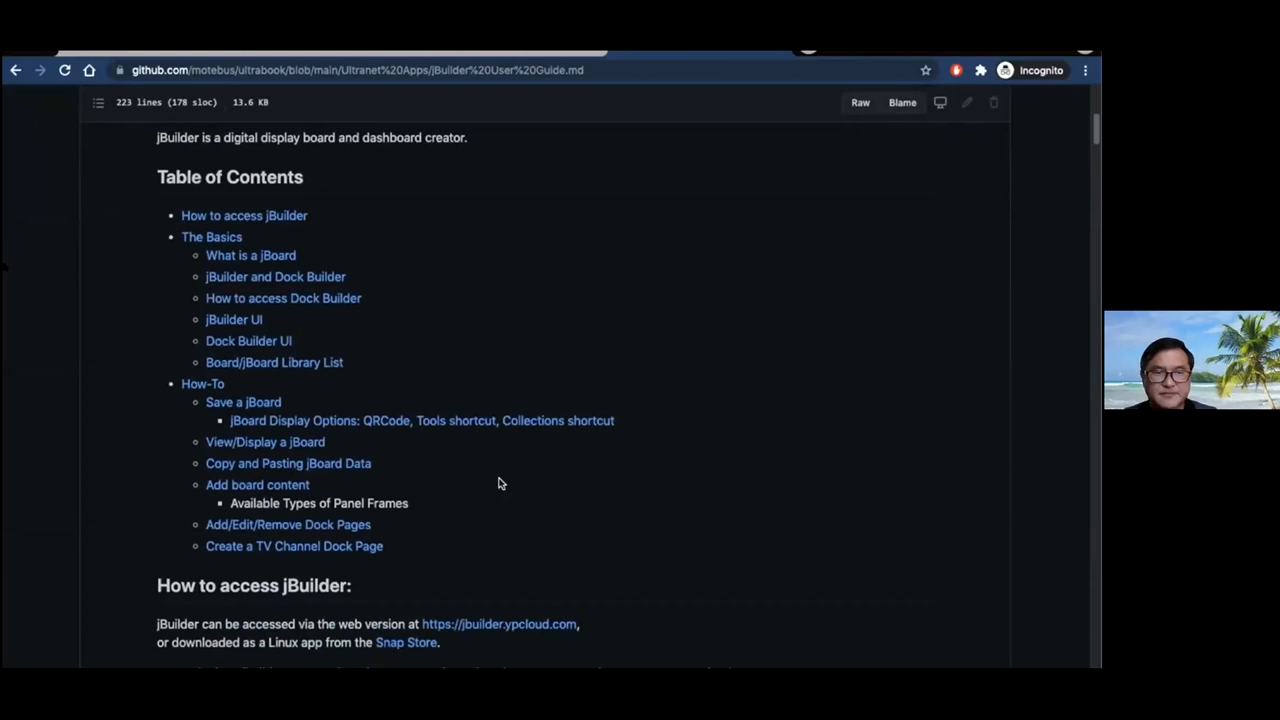 github.com/motebus/ultrabook/blob/main/Ultranet%20Apps/jBuilder%20User%20Guide.md
Incognito
223 lines (178 sloc) 13.6 KB
Raw Blame
jBuilder is a digital display board and dashboard creator.
Table of Contents
How to access jBuilder
The Basics
What is a jBoard
jBuilder and Dock Builder
How to access Dock Builder
jBuilder UI
Dock Builder UI
Board/jBoard Library List
How-To
Save a jBoard
jBoard Display Options: QRCode, Tools shortcut, Collections shortcut
View/Display a jBoard
Copy and Pasting jBoard Data
Add board content
Available Types of Panel Frames
Add/Edit/Remove Dock Pages
Create a TV Channel Dock Page
How to access jBuilder:
jBuilder can be accessed via the web version at https://jbuilder.ypcloud.com,
or downloaded as a Linux app from the Snap Store.